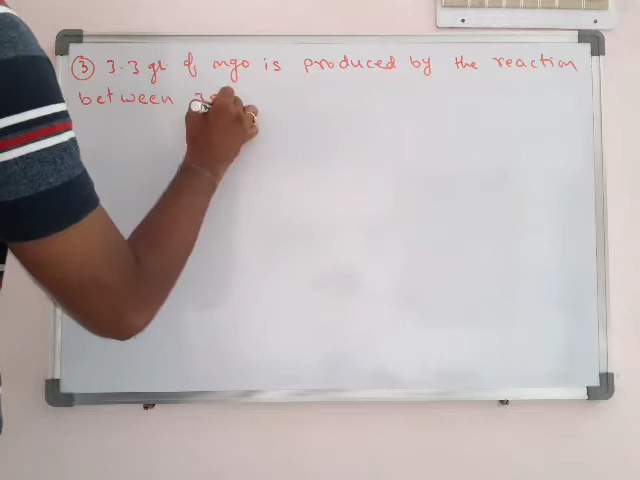 ③ 3.3 gr of mgo is produced by the reaction
between